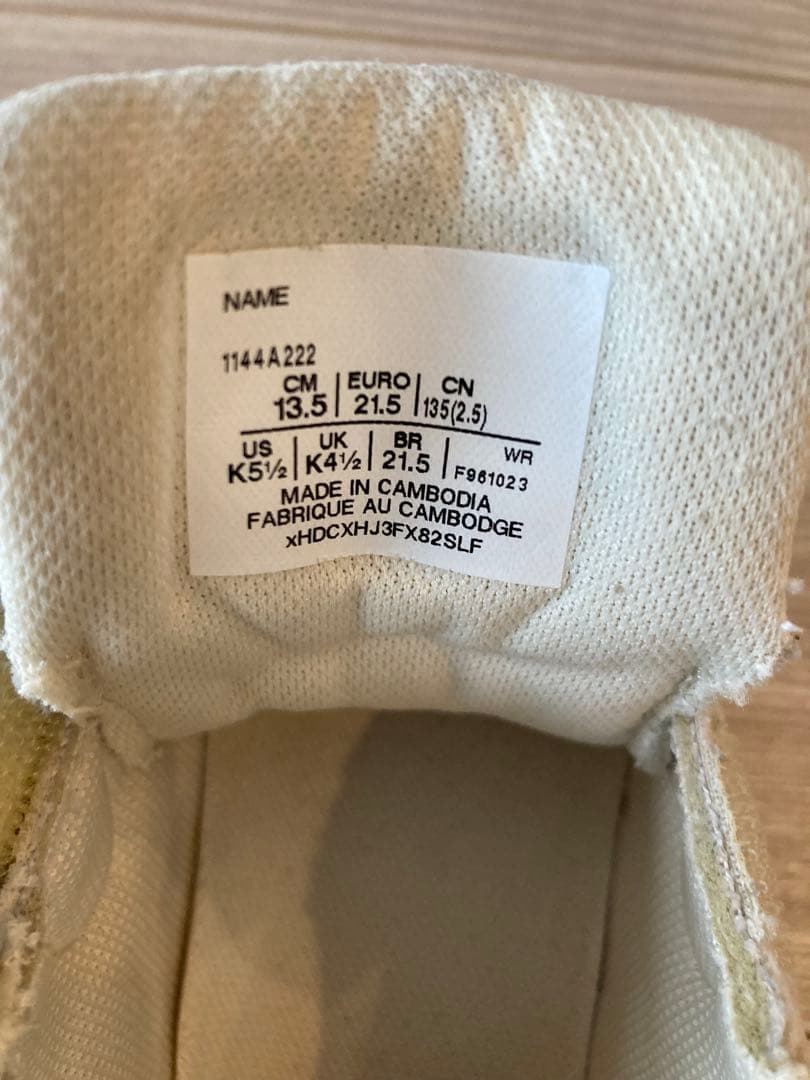 NAME
1144A222
CM | EURO | CN
13.5 | 21.5 | 135(2.5)
US | UK | BR | WR
K5½ | K4½ | 21.5 | F961023
MADE IN CAMBODIA
FABRIQUE AU CAMBODGE
xHDCXHJ3FX82SLF